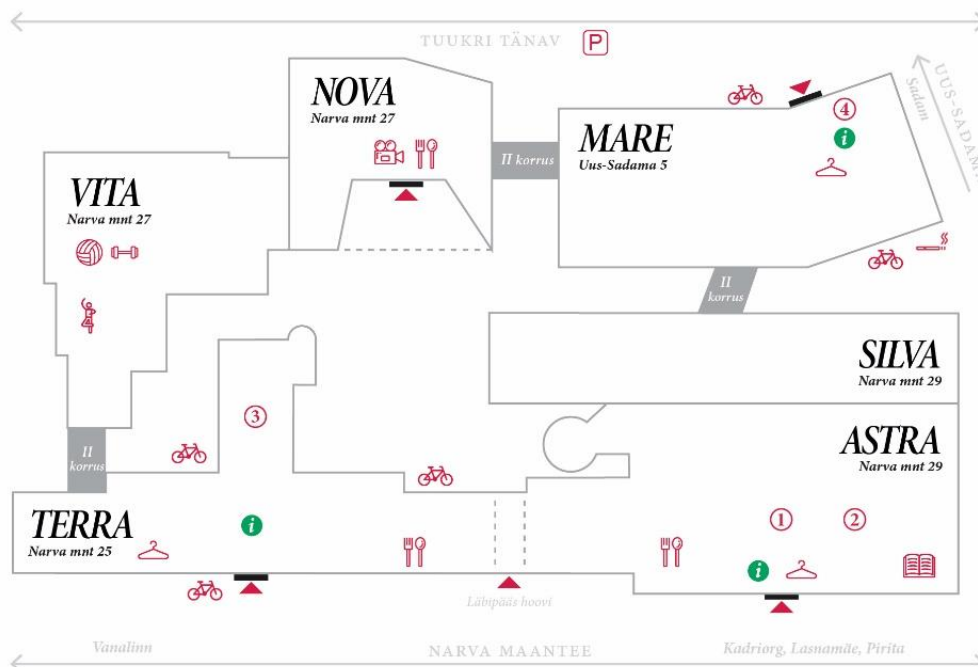 TUUKRI TÄNAV
P
UUS-SADAMA
Sadam
NOVA
Narva mnt 27
II korrus
MARE
Uus-Sadama 5
4
i
VITA
Narva mnt 27
II
korrus
SILVA
Narva mnt 29
3
ASTRA
Narva mnt 29
II
korrus
TERRA
Narva mnt 25
i
1
2
i
Läbipääs hoovi
Vanalinn
NARVA MAANTEE
Kadriorg, Lasnamäe, Pirita